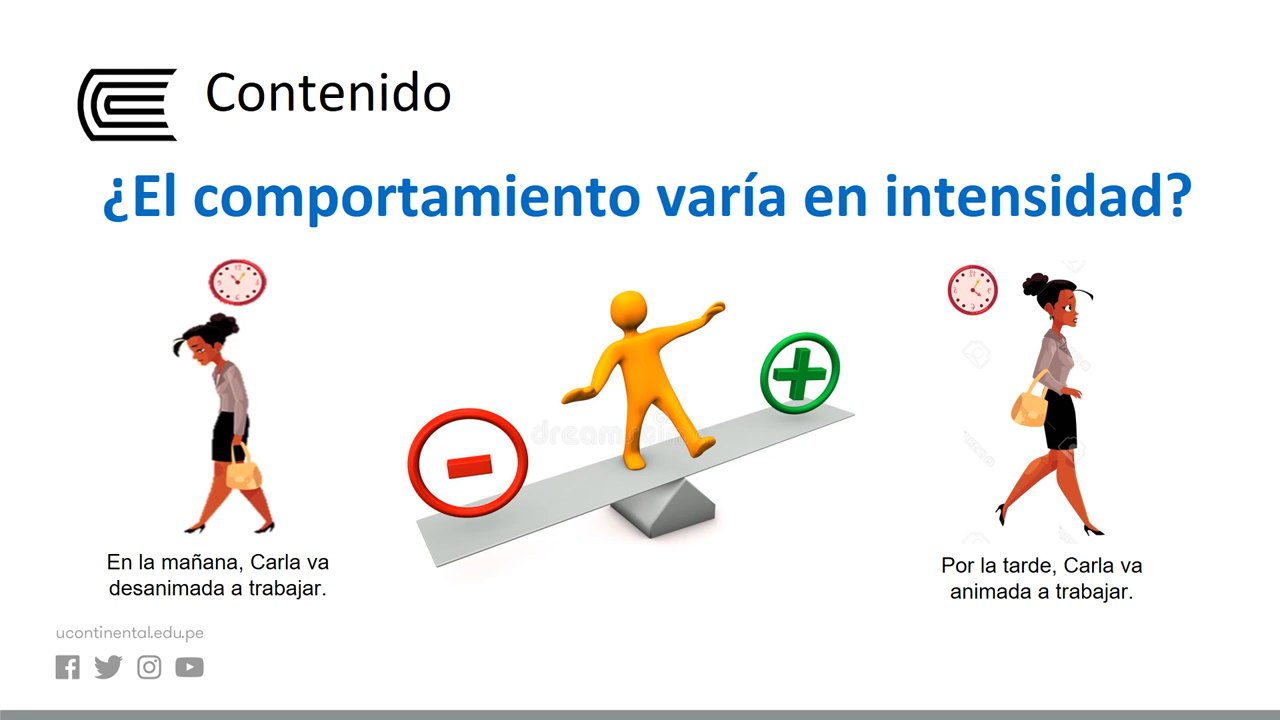 Contenido
¿El comportamiento varía en intensidad?
En la mañana, Carla va
desanimada a trabajar.
Por la tarde, Carla va
animada a trabajar.
ucontinental.edu.pe